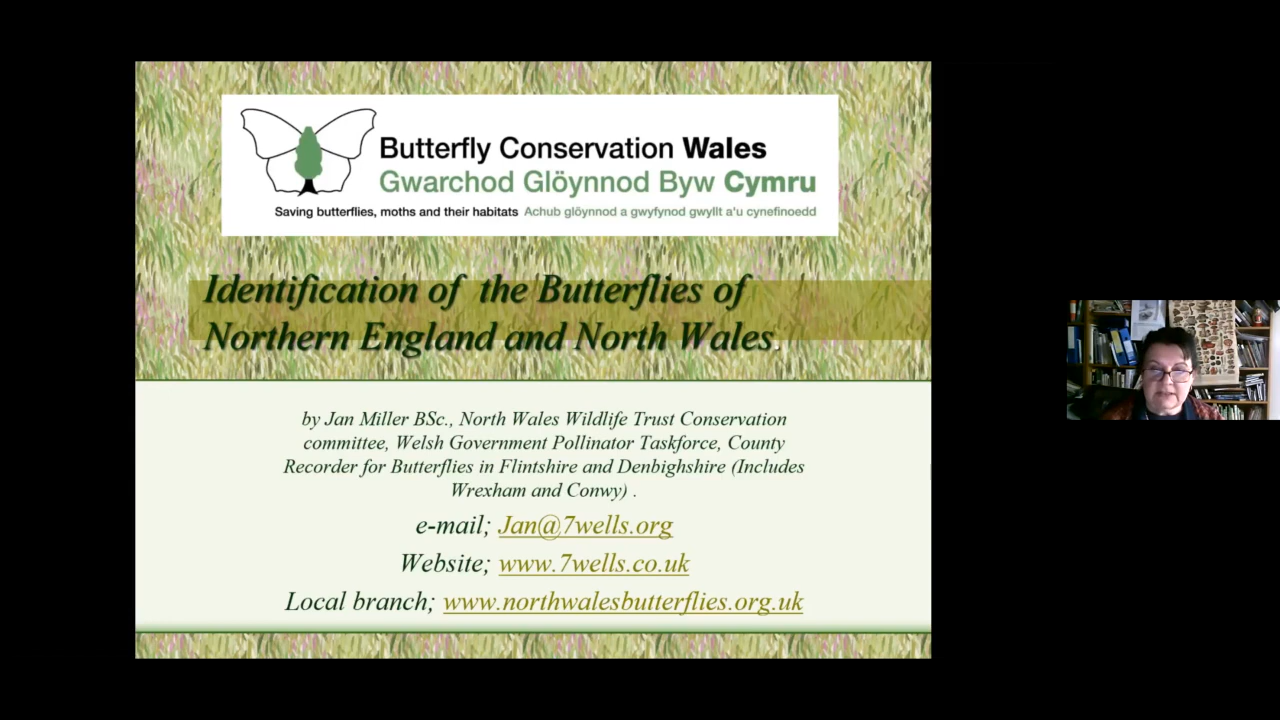 Butterfly Conservation Wales
Gwarchod Glöynnod Byw Cymru
Saving butterflies, moths and their habitats Achub glöynnod a gwyfynod gwyllt a'u cynefinoedd
Identification of the Butterflies of
Northern England and North Wales.
by Jan Miller BSc., North Wales Wildlife Trust Conservation
committee, Welsh Government Pollinator Taskforce, County
Recorder for Butterflies in Flintshire and Denbighshire (Includes
Wrexham and Conwy) .
e-mail; Jan@7wells.org
Website; www.7wells.co.uk
Local branch; www.northwalesbutterflies.org.uk